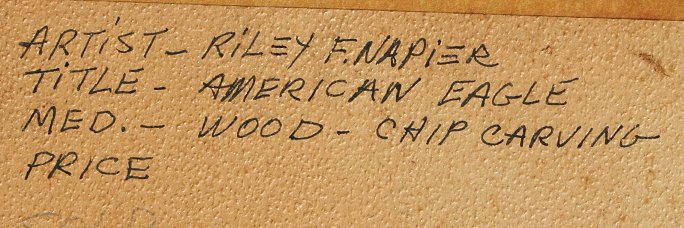 ARTiST - RiLEY F. NAPiER
TiTLE - AMERICAN EAGLE
MED. - WOOD - CHIP CARVING
PRICE